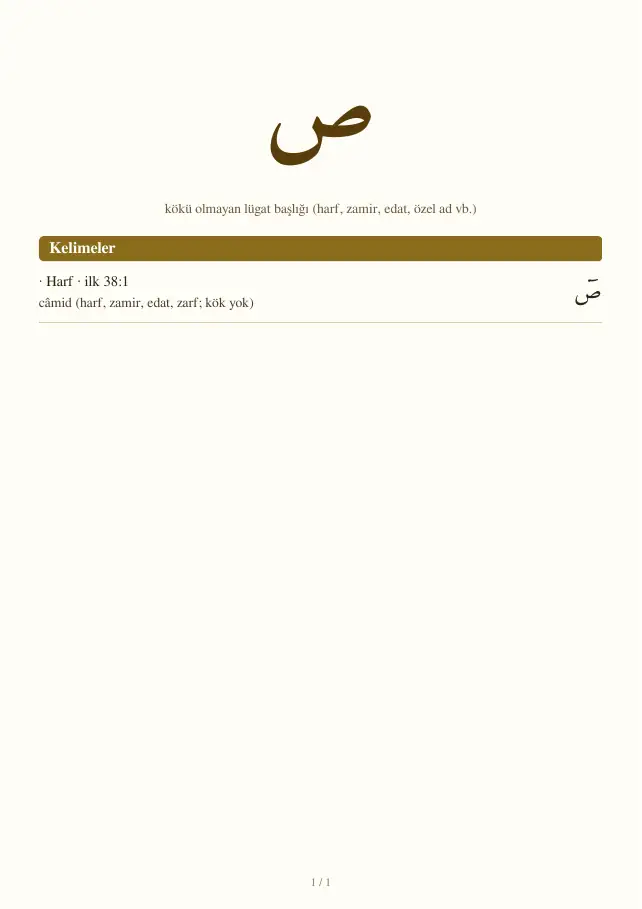 ص
kökü olmayan lügat başlığı (harf, zamir, edat, özel ad vb.)
Kelimeler
· Harf · ilk 38:1
صٓ
câmid (harf, zamir, edat, zarf; kök yok)
1 / 1